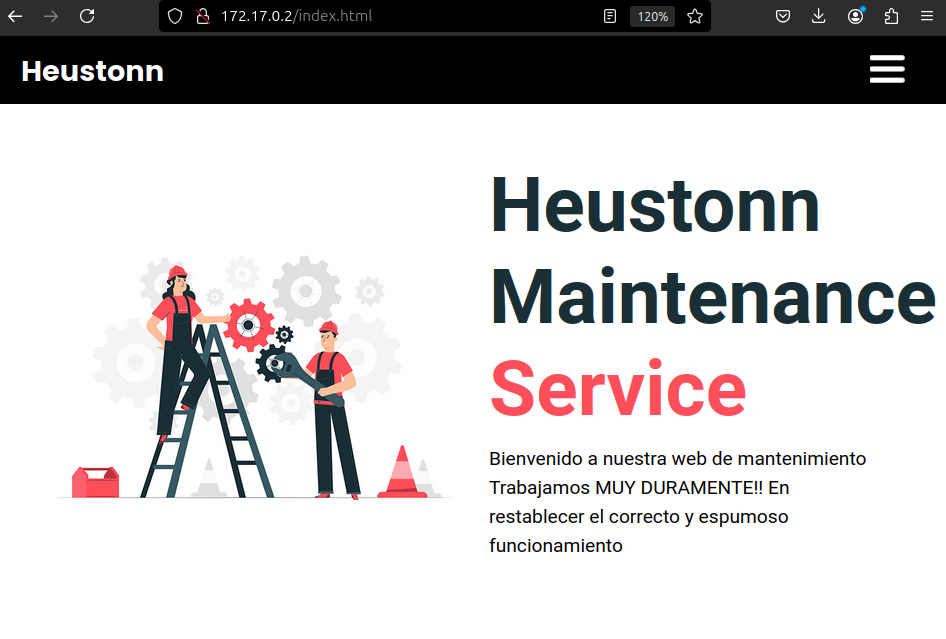 172.17.0.2/index.html
120%
Heustonn
Heustonn
Maintenance
Service
Bienvenido a nuestra web de mantenimiento
Trabajamos MUY DURAMENTE!! En
restablecer el correcto y espumoso
funcionamiento